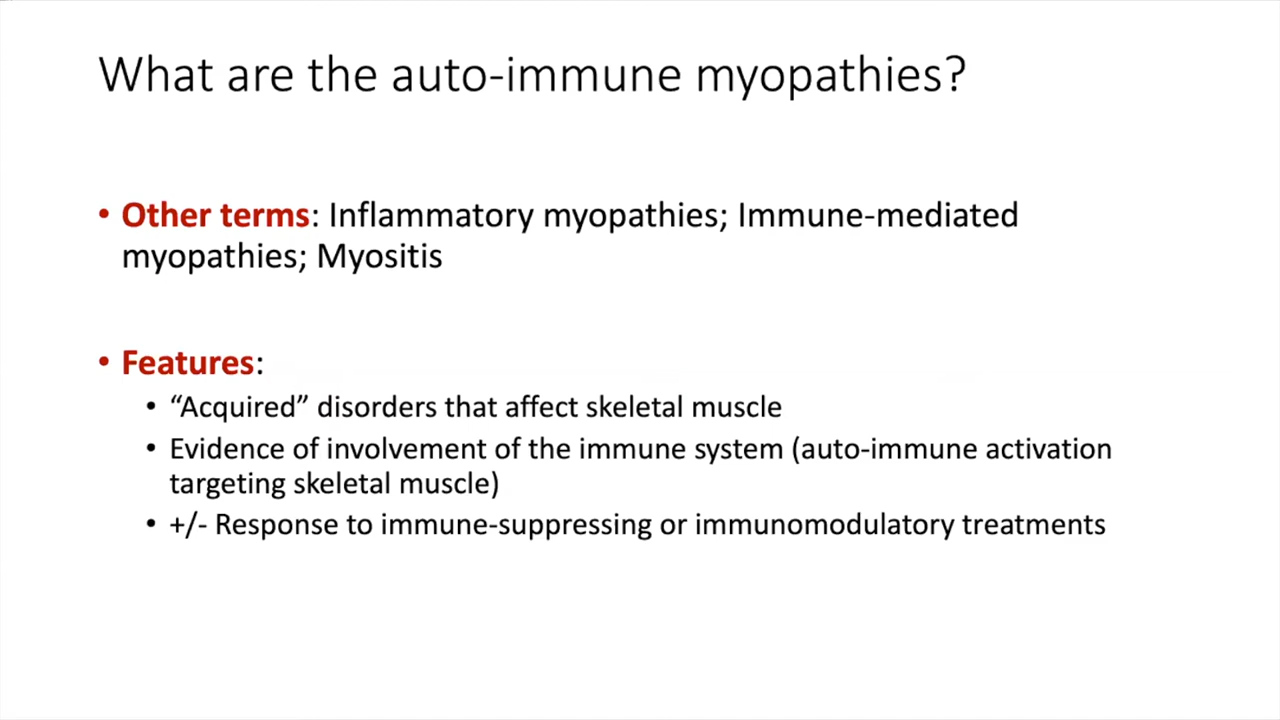 What are the auto-immune myopathies?
• Other terms: Inflammatory myopathies; Immune-mediated
myopathies; Myositis
• Features:
• “Acquired” disorders that affect skeletal muscle
• Evidence of involvement of the immune system (auto-immune activation
targeting skeletal muscle)
• +/- Response to immune-suppressing or immunomodulatory treatments